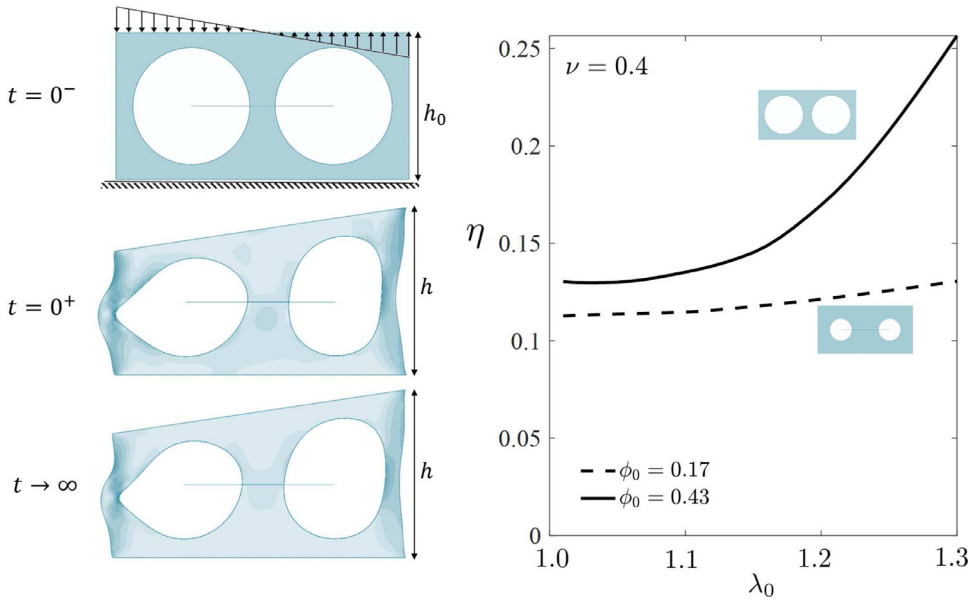 t = 0⁻
h₀
t = 0⁺
h
t → ∞
h
η
0.25
0.2
0.15
0.1
0.05
0
ν = 0.4
ϕ₀ = 0.17
ϕ₀ = 0.43
1.0
1.1
1.2
1.3
λ₀